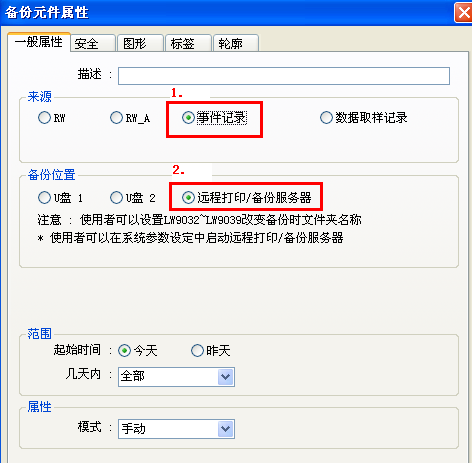 备份元件属性
一般属性 安全 图形 标签 轮廓
描述 :
来源
1.
RW RW_A 事件记录 数据取样记录
备份位置
2.
U盘 1 U盘 2 远程打印/备份服务器
注意 : 使用者可以设置LW9032~LW9039改变备份时文件夹名称
* 使用者可以在系统参数设定中启动远程打印/备份服务器
范围
起始时间 : 今天 昨天
几天内 : 全部
属性
模式 : 手动